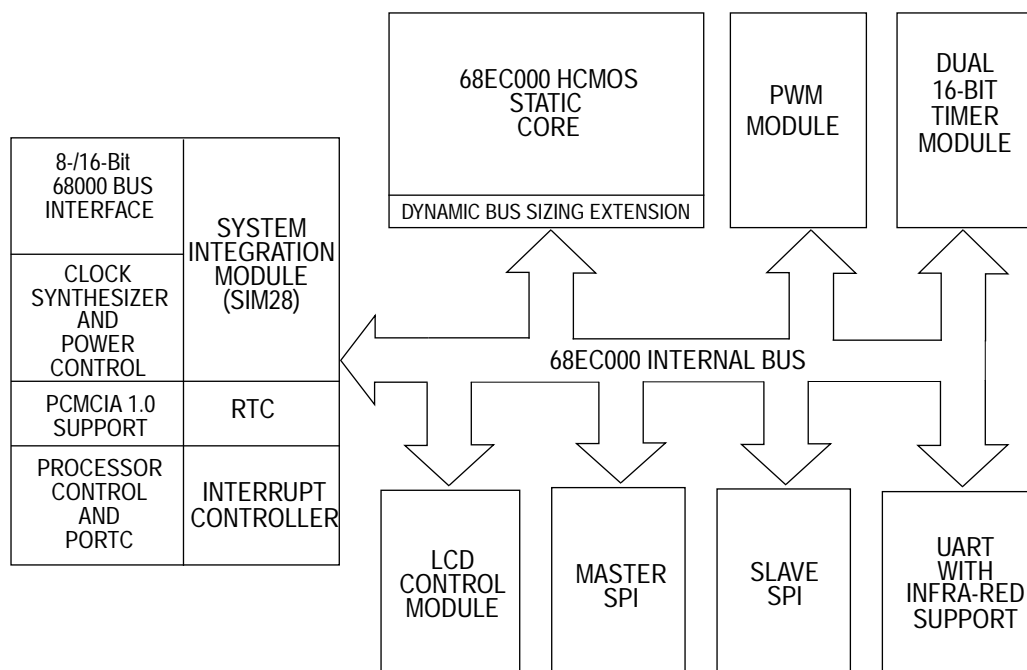 8-/16-Bit
68000 BUS
INTERFACE
CLOCK
SYNTHESIZER
AND
POWER
CONTROL
PCMCIA 1.0
SUPPORT
PROCESSOR
CONTROL
AND
PORTC
SYSTEM
INTEGRATION
MODULE
(SIM28)
RTC
INTERRUPT
CONTROLLER
68EC000 HCMOS
STATIC
CORE
DYNAMIC BUS SIZING EXTENSION
PWM
MODULE
DUAL
16-BIT
TIMER
MODULE
68EC000 INTERNAL BUS
LCD
CONTROL
MODULE
MASTER
SPI
SLAVE
SPI
UART
WITH
INFRA-RED
SUPPORT